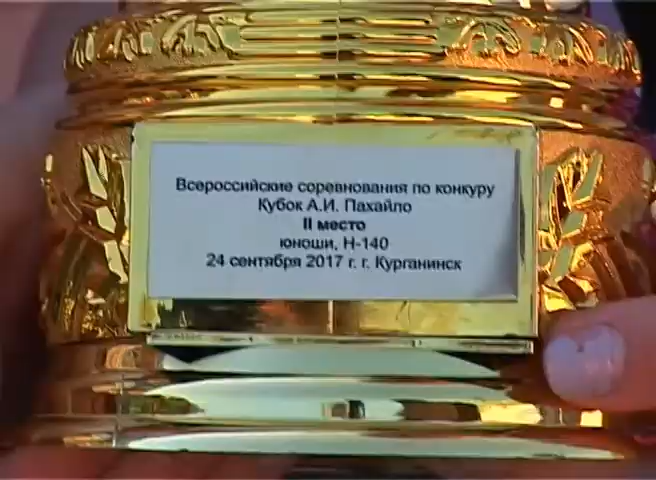 Всероссийские соревнования по конкуру
Кубок А.И. Пахайло
II место
юноши, Н-140
24 сентября 2017 г. г. Курганинск